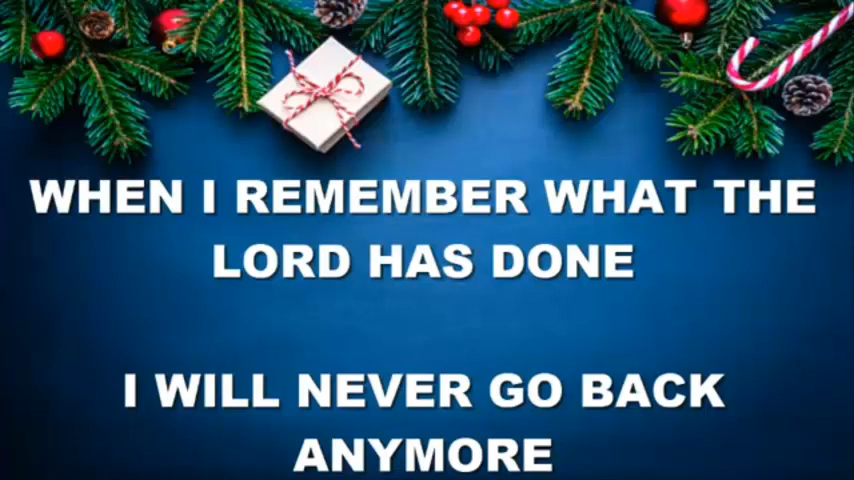 WHEN I REMEMBER WHAT THE
LORD HAS DONE
I WILL NEVER GO BACK
ANYMORE